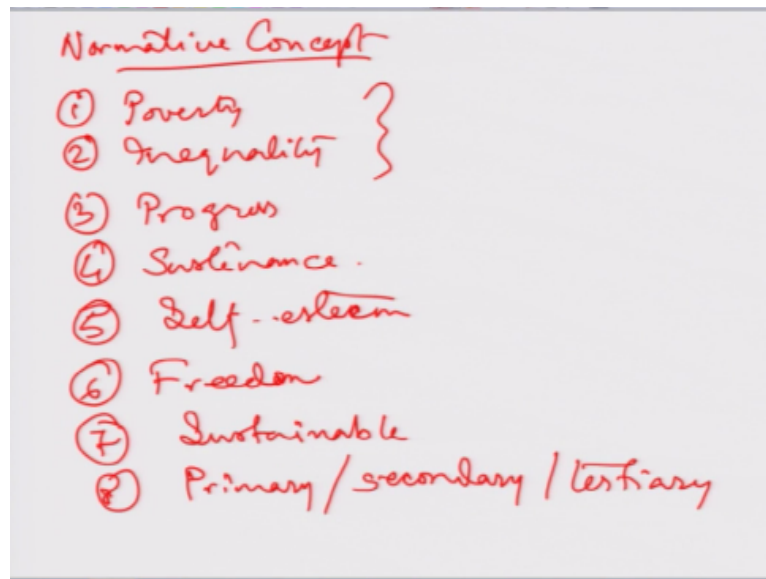 Normative Concept
① Poverty
② Inequality
③ Progress
④ Sustenance.
⑤ Self-esteem
⑥ Freedom
⑦ Sustainable
⑧ Primary/secondary/tertiary